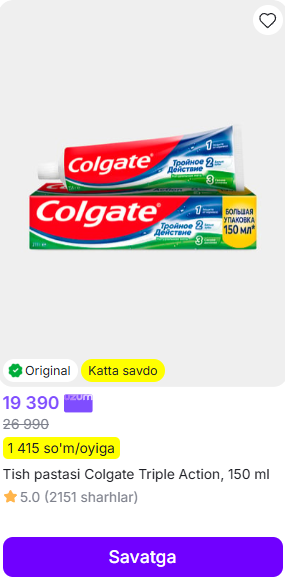 Colgate®
Тройное
Действие
1
2
3
Colgate®
Тройное
Действие
1
2
3
БОЛЬШАЯ
УПАКОВКА
150 мл*
Original
Katta savdo
19 390
26 990
1 415 so'm/oyiga
Tish pastasi Colgate Triple Action, 150 ml
5.0 (2151 sharhlar)
Savatga